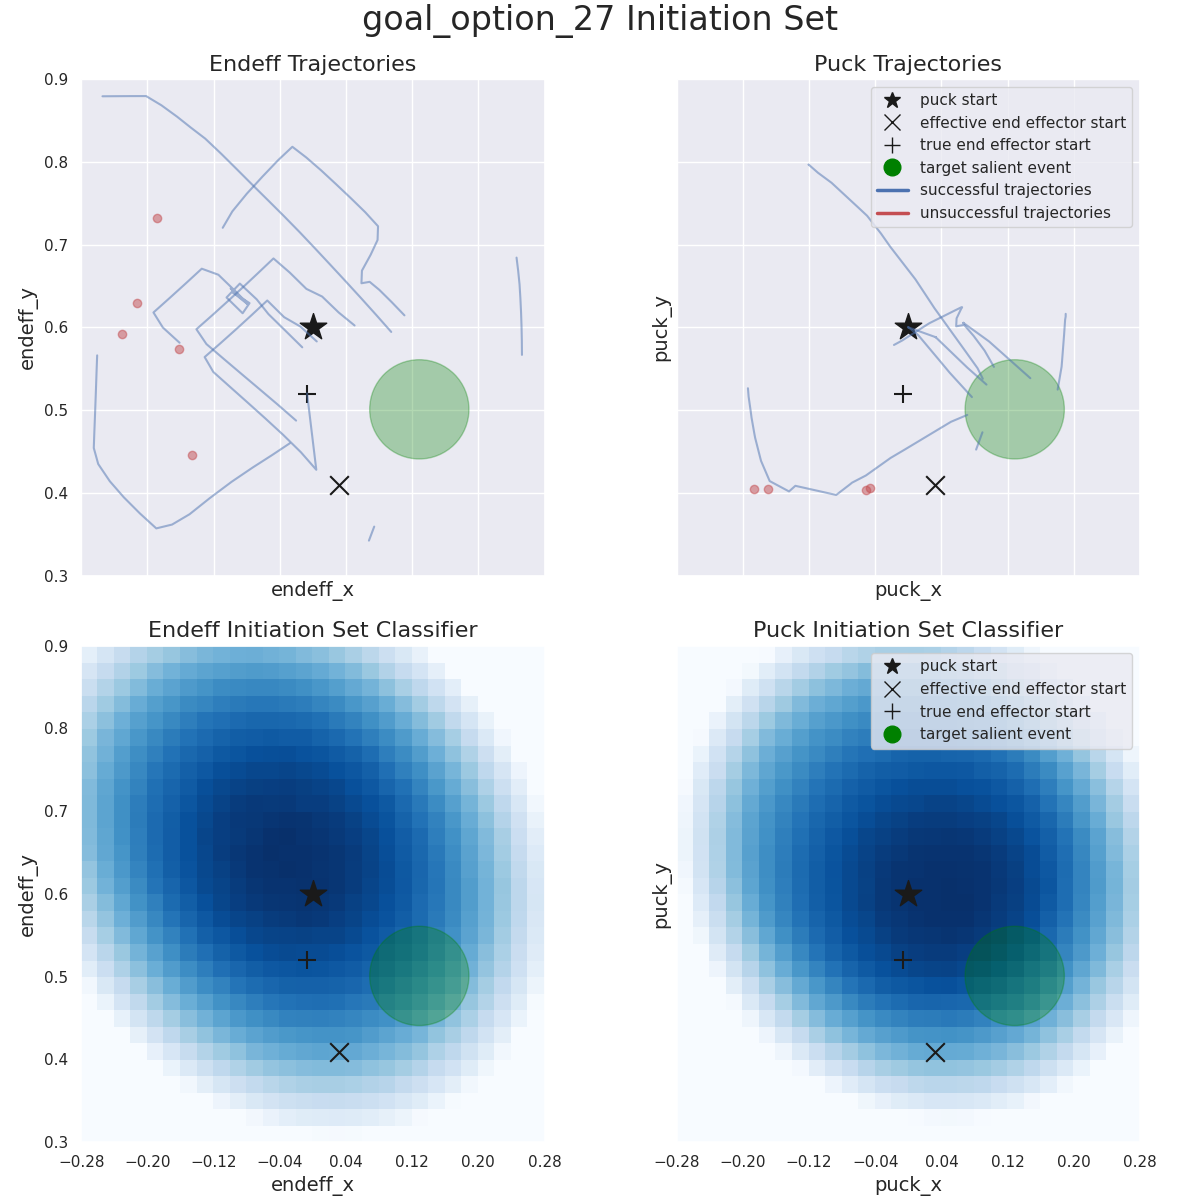 goal_option_27 Initiation Set
Endeff Trajectories
0.9
0.8
0.7
0.6
0.5
0.4
0.3
endeff_y
endeff_x
Puck Trajectories
puck start
effective end effector start
true end effector start
target salient event
successful trajectories
unsuccessful trajectories
puck_y
puck_x
Endeff Initiation Set Classifier
0.9
0.8
0.7
0.6
0.5
0.4
0.3
endeff_y
−0.28 −0.20 −0.12 −0.04 0.04 0.12 0.20 0.28
endeff_x
Puck Initiation Set Classifier
puck start
effective end effector start
true end effector start
target salient event
puck_y
−0.28 −0.20 −0.12 −0.04 0.04 0.12 0.20 0.28
puck_x